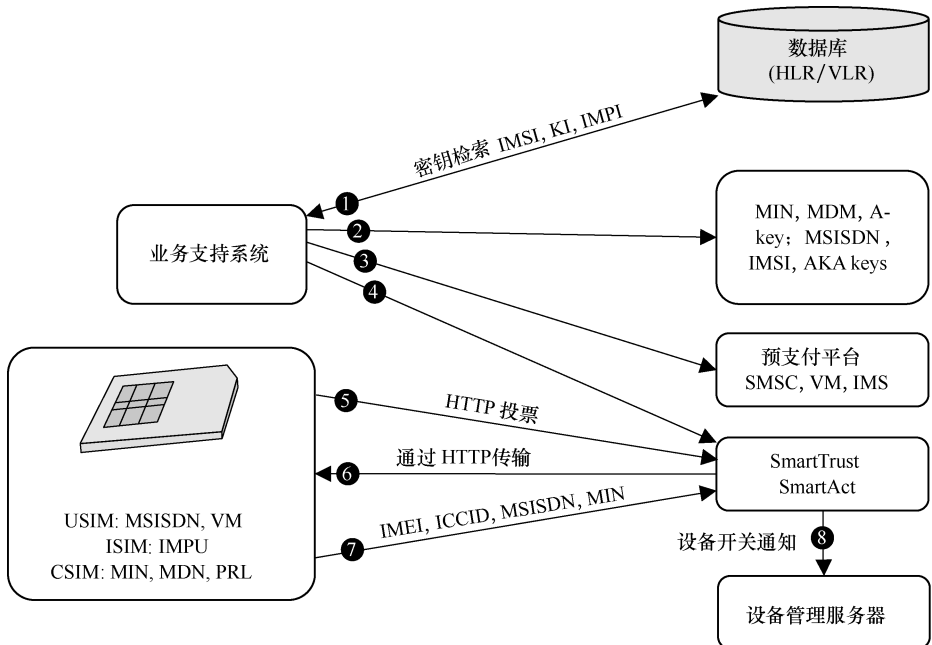 数据库
(HLR/VLR)
密钥检索 IMSI, KI, IMPI
1
2
3
4
业务支持系统
MIN, MDM, A-
key; MSISDN ,
IMSI, AKA keys
预支付平台
SMSC, VM, IMS
5
HTTP 投票
通过 HTTP传输
6
SmartTrust
SmartAct
USIM: MSISDN, VM
ISIM: IMPU
CSIM: MIN, MDN, PRL
IMEI, ICCID, MSISDN, MIN
7
设备开关通知
8
设备管理服务器